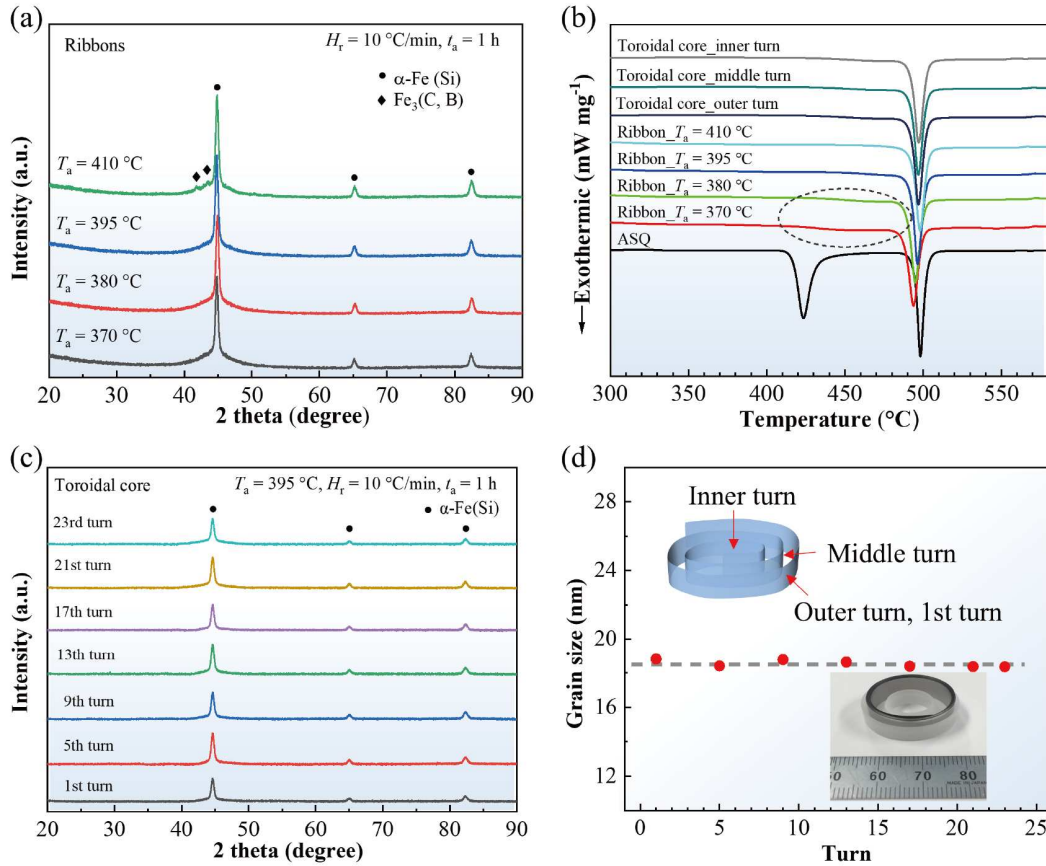 (a)
Ribbons
Hr = 10 °C/min, ta = 1 h
● α-Fe (Si)
♦ Fe3(C, B)
Ta = 410 °C
Ta = 395 °C
Ta = 380 °C
Ta = 370 °C
Intensity (a.u.)
20 30 40 50 60 70 80 90
2 theta (degree)
(b)
Toroidal core_inner turn
Toroidal core_middle turn
Toroidal core_outer turn
Ribbon_Ta = 410 °C
Ribbon_Ta = 395 °C
Ribbon_Ta = 380 °C
Ribbon_Ta = 370 °C
ASQ
←Exothermic (mW mg-1)
300 350 400 450 500 550
Temperature (°C)
(c)
Toroidal core
Ta = 395 °C, Hr = 10 °C/min, ta = 1 h
● α-Fe(Si)
23rd turn
21st turn
17th turn
13th turn
9th turn
5th turn
1st turn
Intensity (a.u.)
20 30 40 50 60 70 80 90
2 theta (degree)
(d)
28
26
24
22
20
18
16
14
12
10
Grain size (nm)
Inner turn
Middle turn
Outer turn, 1st turn
60 70 80
0 5 10 15 20 25
Turn